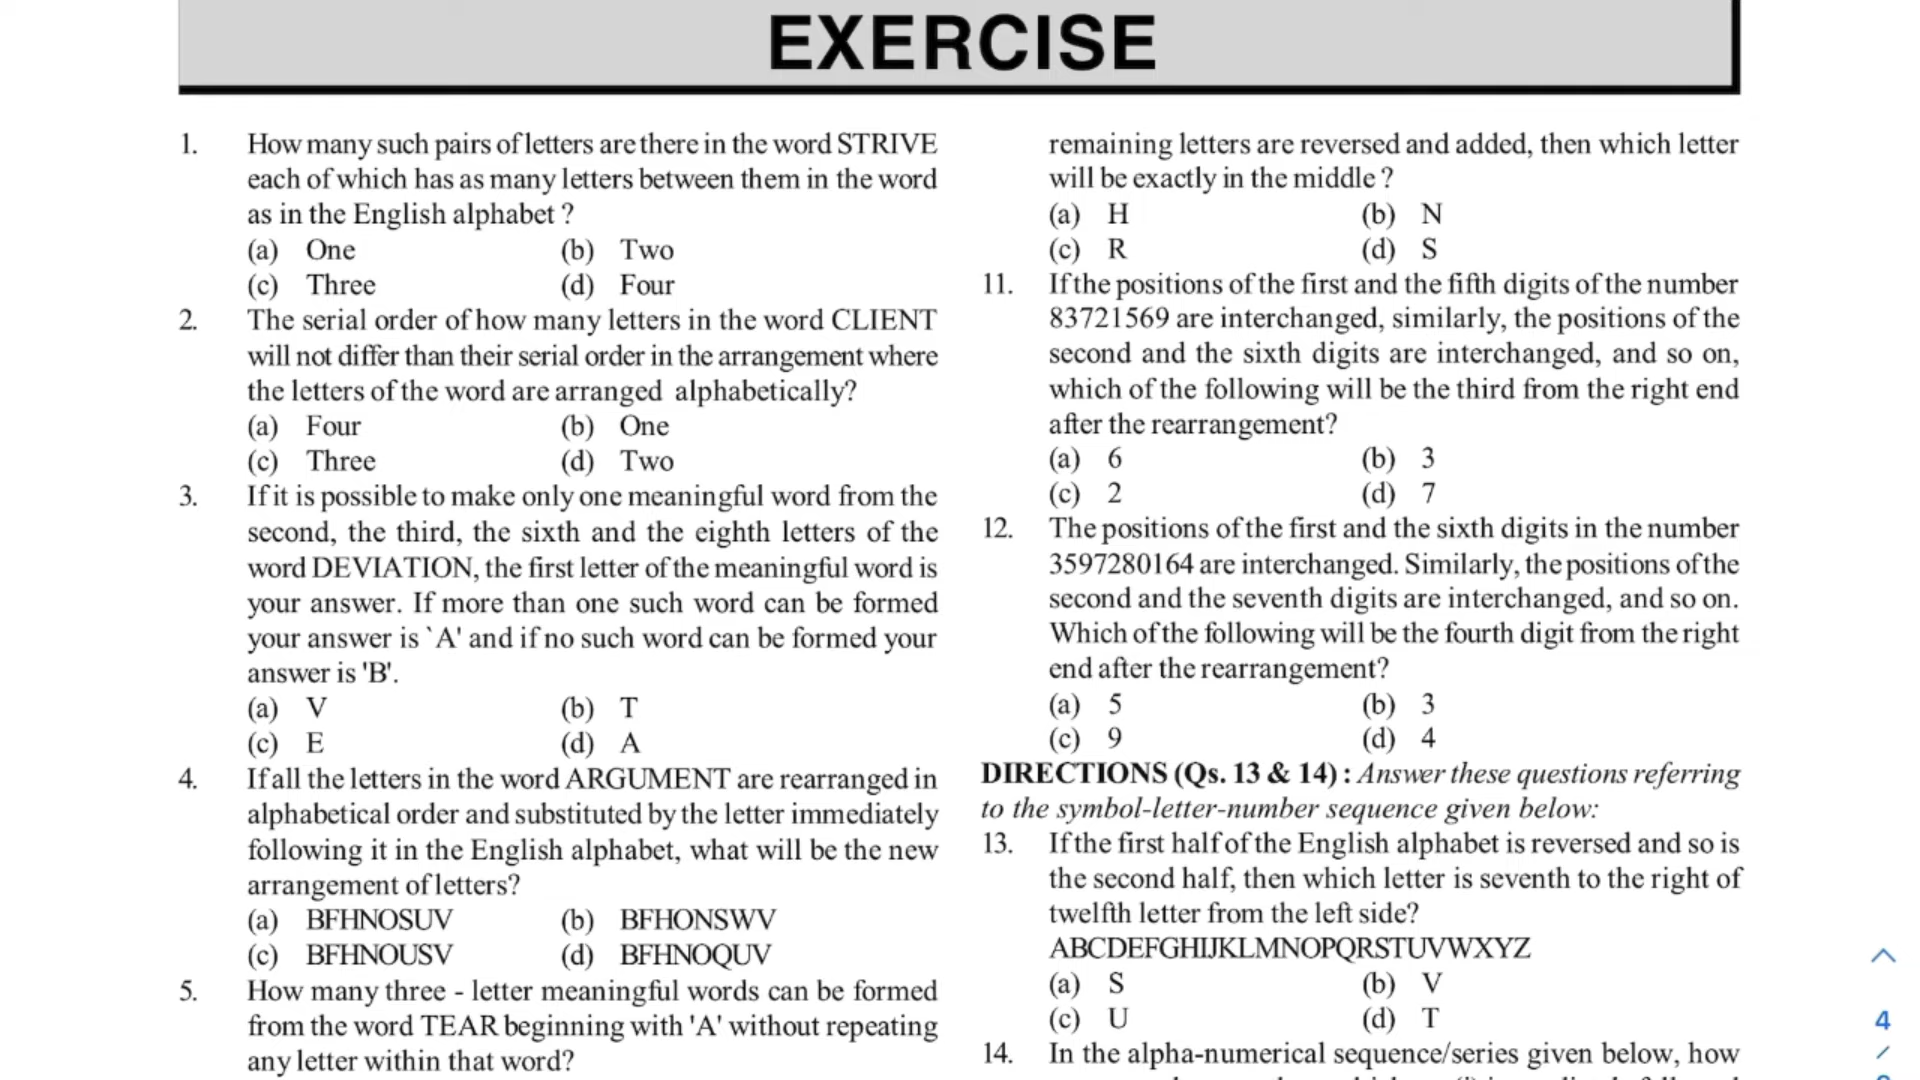 EXERCISE
1. How many such pairs of letters are there in the word STRIVE
each of which has as many letters between them in the word
as in the English alphabet ?
(a) One (b) Two
(c) Three (d) Four
2. The serial order of how many letters in the word CLIENT
will not differ than their serial order in the arrangement where
the letters of the word are arranged alphabetically?
(a) Four (b) One
(c) Three (d) Two
3. If it is possible to make only one meaningful word from the
second, the third, the sixth and the eighth letters of the
word DEVIATION, the first letter of the meaningful word is
your answer. If more than one such word can be formed
your answer is `A' and if no such word can be formed your
answer is 'B'.
(a) V (b) T
(c) E (d) A
4. If all the letters in the word ARGUMENT are rearranged in
alphabetical order and substituted by the letter immediately
following it in the English alphabet, what will be the new
arrangement of letters?
(a) BFHNOSUV (b) BFHONSWV
(c) BFHNOUSV (d) BFHNOQUV
5. How many three - letter meaningful words can be formed
from the word TEAR beginning with 'A' without repeating
any letter within that word?
remaining letters are reversed and added, then which letter
will be exactly in the middle ?
(a) H (b) N
(c) R (d) S
11. If the positions of the first and the fifth digits of the number
83721569 are interchanged, similarly, the positions of the
second and the sixth digits are interchanged, and so on,
which of the following will be the third from the right end
after the rearrangement?
(a) 6 (b) 3
(c) 2 (d) 7
12. The positions of the first and the sixth digits in the number
3597280164 are interchanged. Similarly, the positions of the
second and the seventh digits are interchanged, and so on.
Which of the following will be the fourth digit from the right
end after the rearrangement?
(a) 5 (b) 3
(c) 9 (d) 4
DIRECTIONS (Qs. 13 & 14) : Answer these questions referring
to the symbol-letter-number sequence given below:
13. If the first half of the English alphabet is reversed and so is
the second half, then which letter is seventh to the right of
twelfth letter from the left side?
ABCDEFGHIJKLMNOPQRSTUVWXYZ
(a) S (b) V
(c) U (d) T
14. In the alpha-numerical sequence/series given below, how
4
/